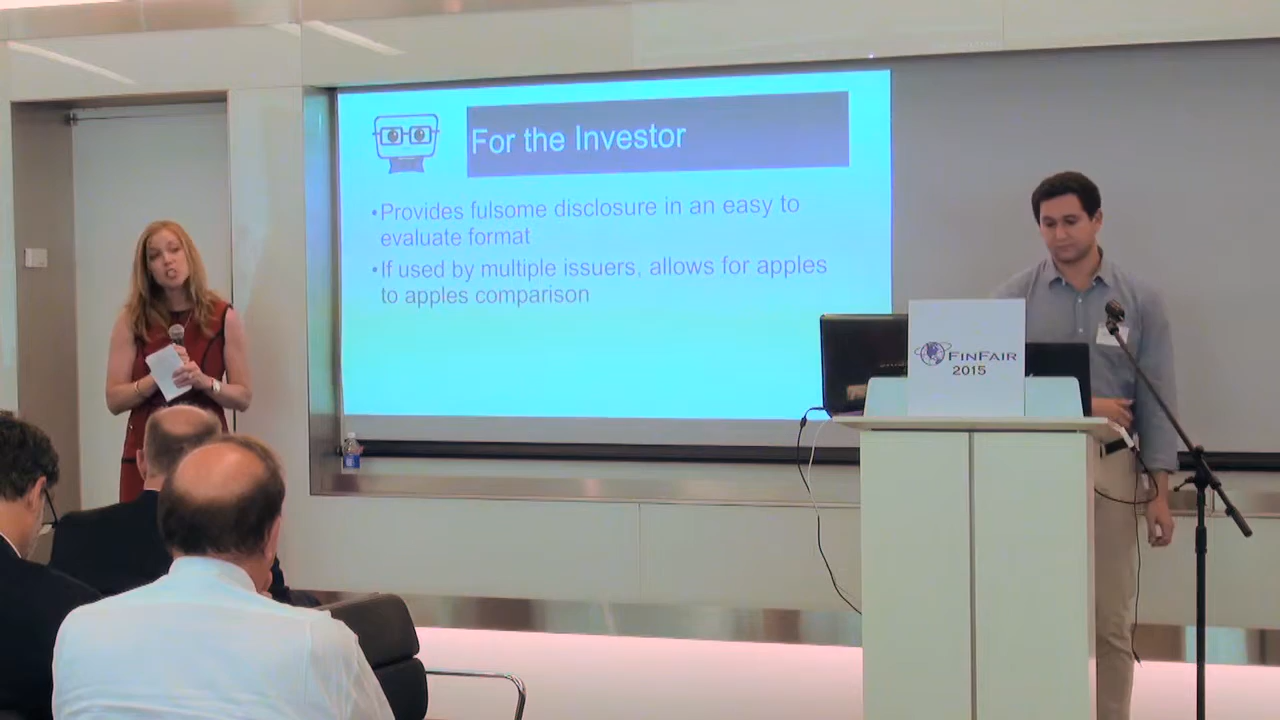 For the Investor
•Provides fulsome disclosure in an easy to
evaluate format
•If used by multiple issuers, allows for apples
to apples comparison
FINFAIR
2015